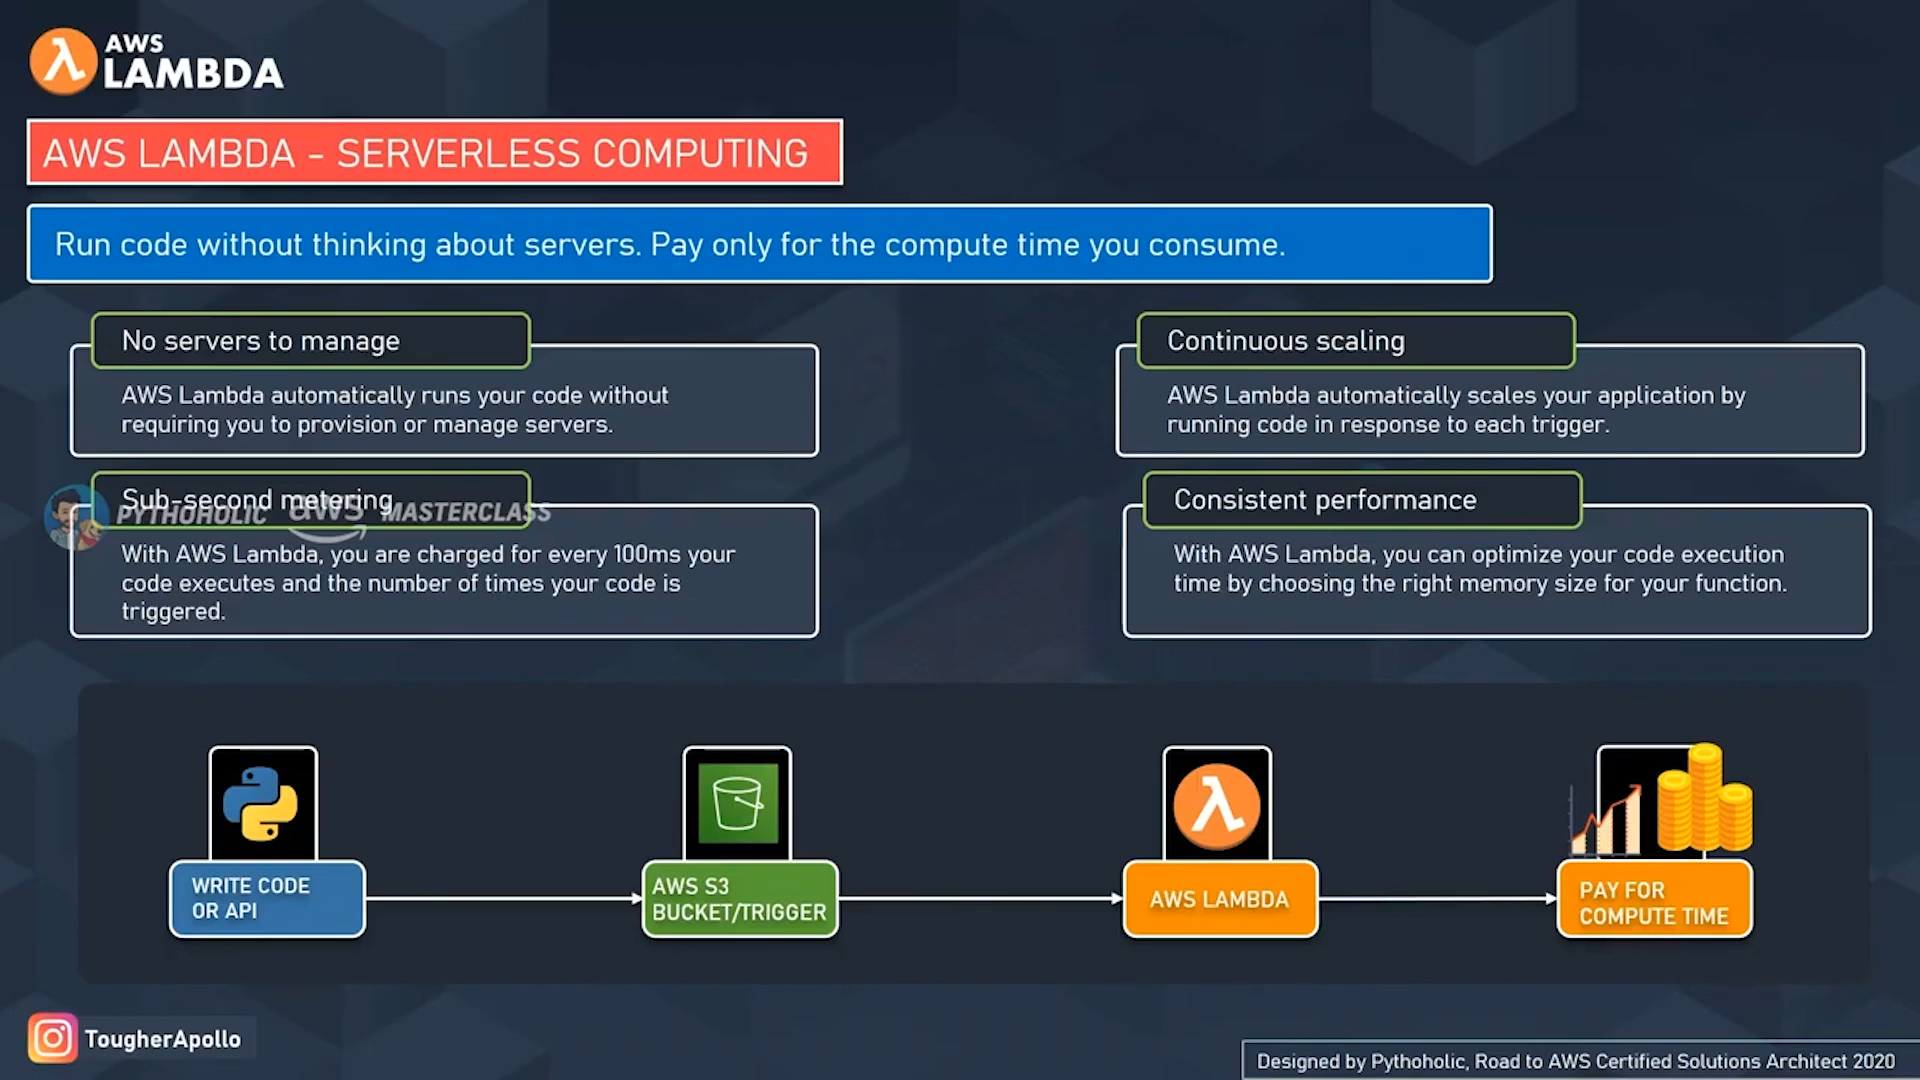 AWS
LAMBDA
AWS LAMBDA - SERVERLESS COMPUTING
Run code without thinking about servers. Pay only for the compute time you consume.
No servers to manage
AWS Lambda automatically runs your code without
requiring you to provision or manage servers.
Continuous scaling
AWS Lambda automatically scales your application by
running code in response to each trigger.
Sub-second metering
PYTHOHOLIC aws MASTERCLASS
With AWS Lambda, you are charged for every 100ms your
code executes and the number of times your code is
triggered.
Consistent performance
With AWS Lambda, you can optimize your code execution
time by choosing the right memory size for your function.
WRITE CODE
OR API
AWS S3
BUCKET/TRIGGER
AWS LAMBDA
PAY FOR
COMPUTE TIME
TougherApollo
Designed by Pythoholic, Road to AWS Certified Solutions Architect 2020